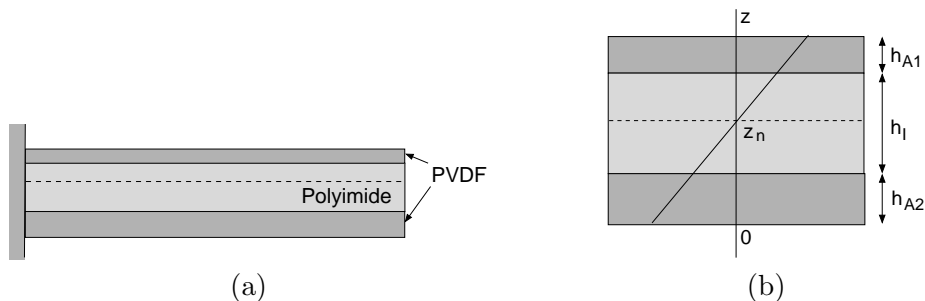 PVDF
Polyimide
(a)
z
h_A1
z_n
h_I
h_A2
0
(b)